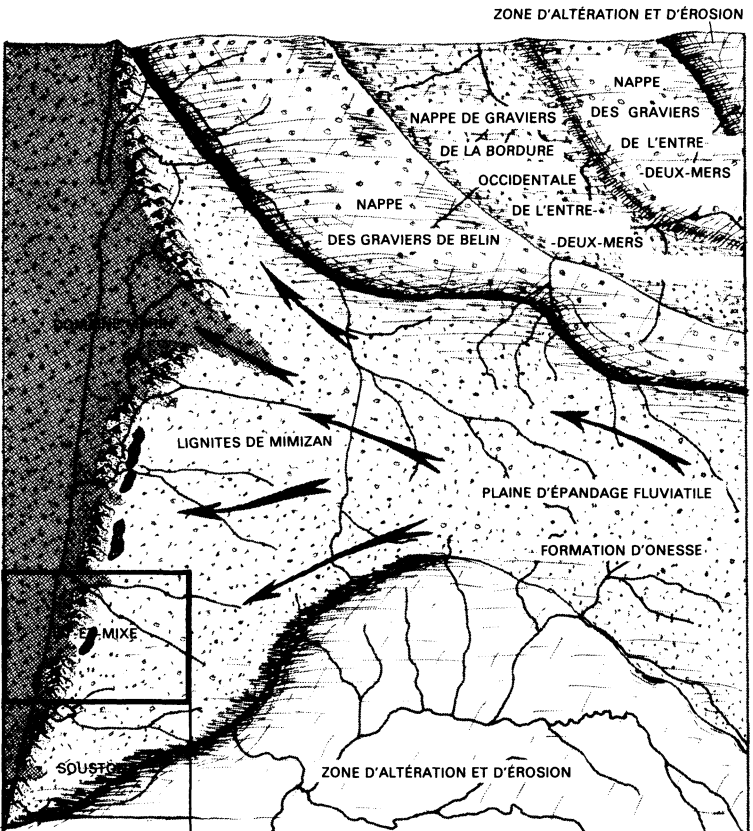 ZONE D'ALTÉRATION ET D'ÉROSION
NAPPE
DES GRAVIERS
DE L'ENTRE
-DEUX-MERS
NAPPE DE GRAVIERS
DE LA BORDURE
OCCIDENTALE
DE L'ENTRE-
-DEUX-MERS
NAPPE
DES GRAVIERS DE BELIN
LIGNITES DE MIMIZAN
PLAINE D'ÉPANDAGE FLUVIATILE
FORMATION D'ONESSE
ZONE D'ALTÉRATION ET D'ÉROSION